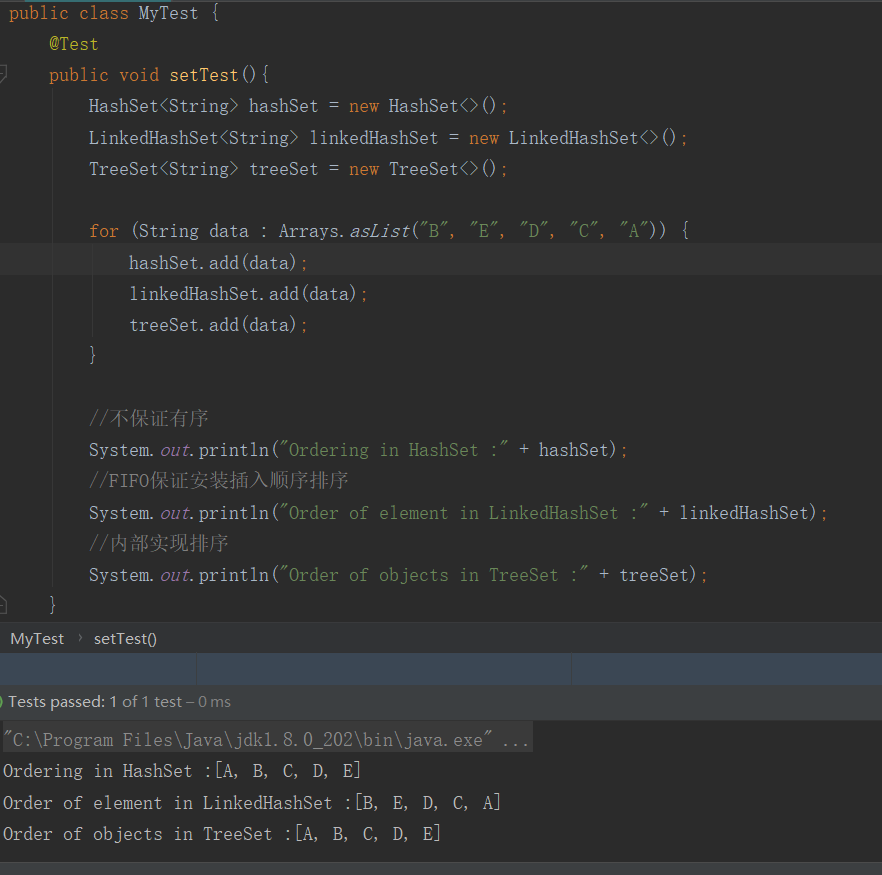 public class MyTest {
@Test
public void setTest(){
HashSet<String> hashSet = new HashSet<>();
LinkedHashSet<String> linkedHashSet = new LinkedHashSet<>();
TreeSet<String> treeSet = new TreeSet<>();
for (String data : Arrays.asList("B", "E", "D", "C", "A")) {
hashSet.add(data);
linkedHashSet.add(data);
treeSet.add(data);
}
//不保证有序
System.out.println("Ordering in HashSet :" + hashSet);
//FIFO保证安装插入顺序排序
System.out.println("Order of element in LinkedHashSet :" + linkedHashSet);
//内部实现排序
System.out.println("Order of objects in TreeSet :" + treeSet);
}
MyTest › setTest()
Tests passed: 1 of 1 test – 0 ms
"C:\Program Files\Java\jdk1.8.0_202\bin\java.exe" ...
Ordering in HashSet :[A, B, C, D, E]
Order of element in LinkedHashSet :[B, E, D, C, A]
Order of objects in TreeSet :[A, B, C, D, E]